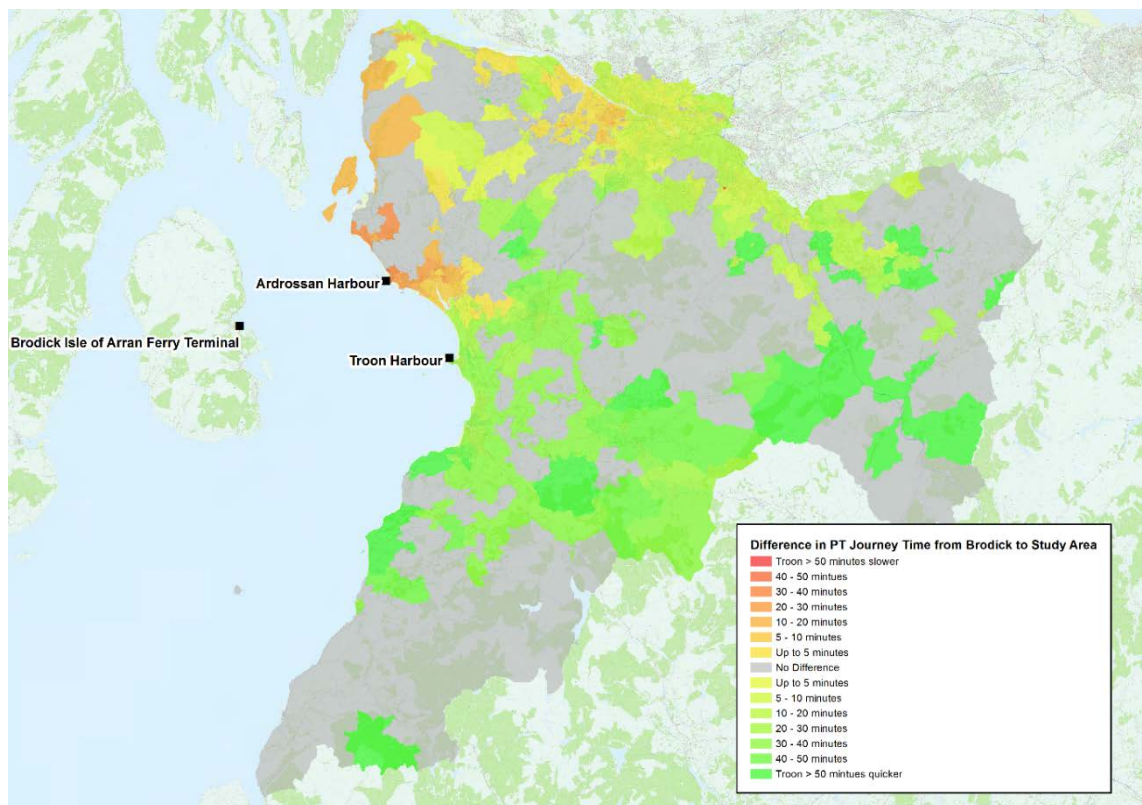 Ardrossan Harbour
Brodick Isle of Arran Ferry Terminal
Troon Harbour
Difference in PT Journey Time from Brodick to Study Area
Troon > 50 minutes slower
40 - 50 mintues
30 - 40 minutes
20 - 30 minutes
10 - 20 minutes
5 - 10 minutes
Up to 5 minutes
No Difference
Up to 5 minutes
5 - 10 minutes
10 - 20 minutes
20 - 30 minutes
30 - 40 minutes
40 - 50 minutes
Troon > 50 mintues quicker